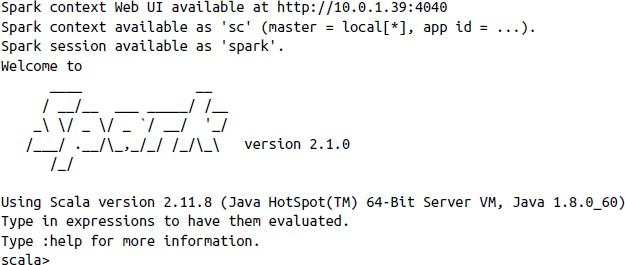 Spark context Web UI available at http://10.0.1.39:4040
Spark context available as 'sc' (master = local[*], app id = ...).
Spark session available as 'spark'.
Welcome to
      ____              __
     / __/__  ___ _____/ /__
    _\ \/ _ \/ _ `/ __/  '_/
   /___/ .__/\_,_/_/ /_/\_\   version 2.1.0
      /_/
Using Scala version 2.11.8 (Java HotSpot(TM) 64-Bit Server VM, Java 1.8.0_60)
Type in expressions to have them evaluated.
Type :help for more information.
scala>